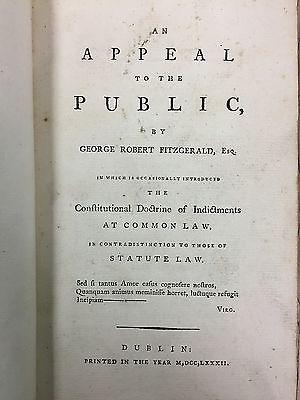 AN
APPEAL
TO THE
PUBLIC,
BY
GEORGE ROBERT FITZGERALD, Esq.
IN WHICH IS OCCASIONALLY INTRODUCED
THE
Constitutional Doctrine of Indictments
AT COMMON LAW,
IN CONTRADISTINCTION TO THOSE OF
STATUTE LAW.
Sed si tantus Amor casus cognoscere nostros,
Quanquam animus meminisse horret, luctuque refugit
Incipiam———
VIRG.
DUBLIN:
PRINTED IN THE YEAR M,DCC,LXXXII.